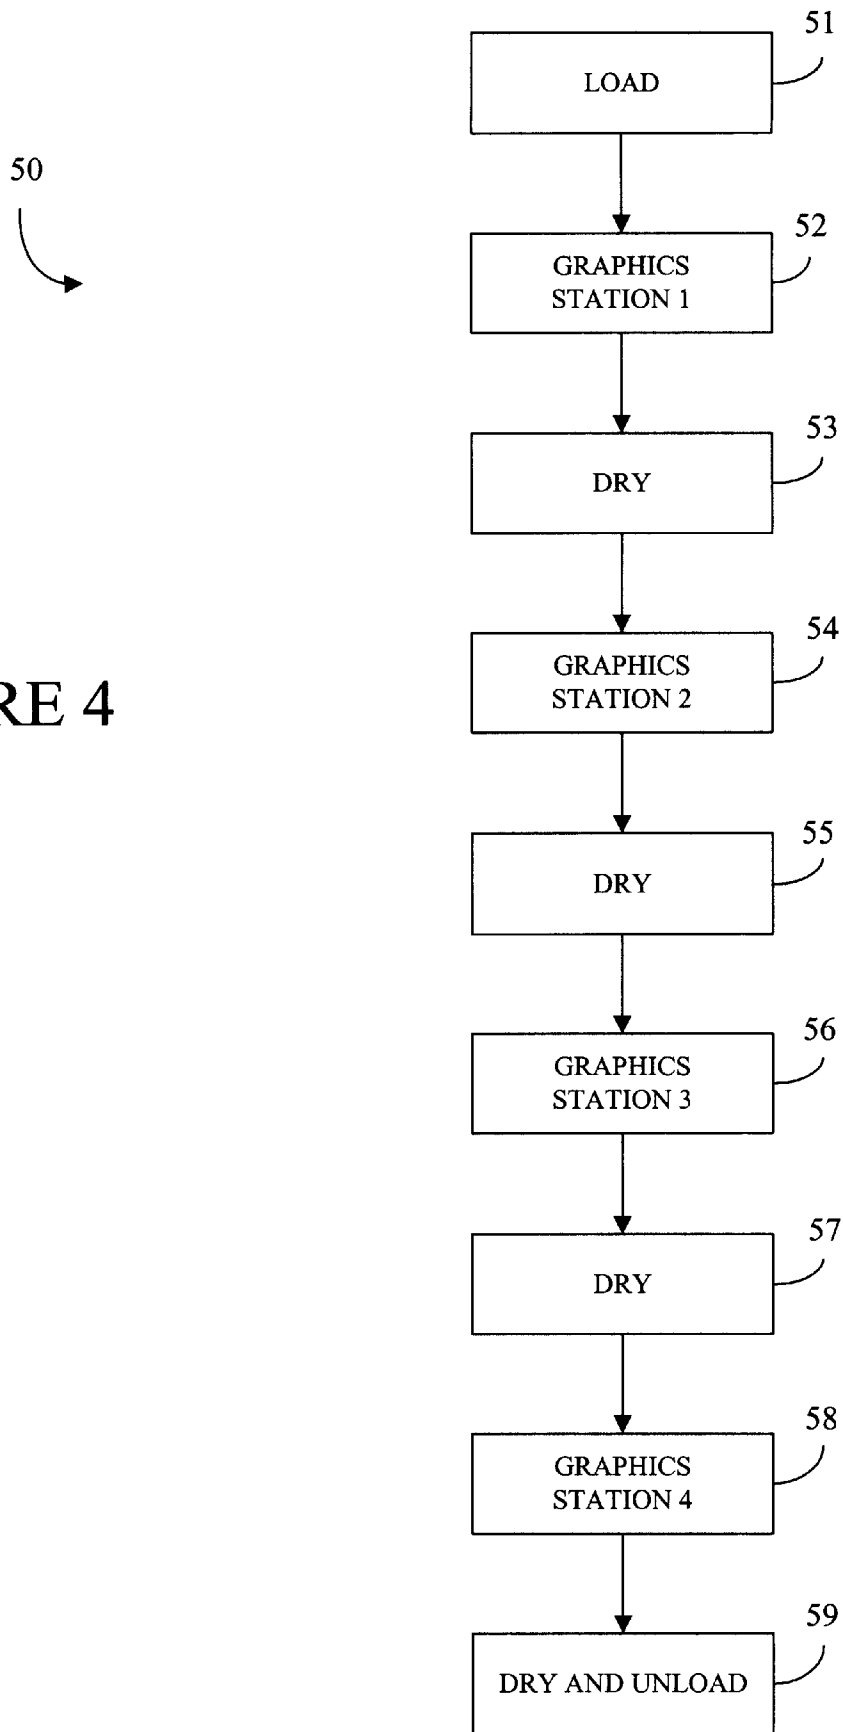 51
LOAD
50
52
GRAPHICS
STATION 1
53
DRY
54
GRAPHICS
STATION 2
RE 4
55
DRY
56
GRAPHICS
STATION 3
57
DRY
58
GRAPHICS
STATION 4
59
DRY AND UNLOAD